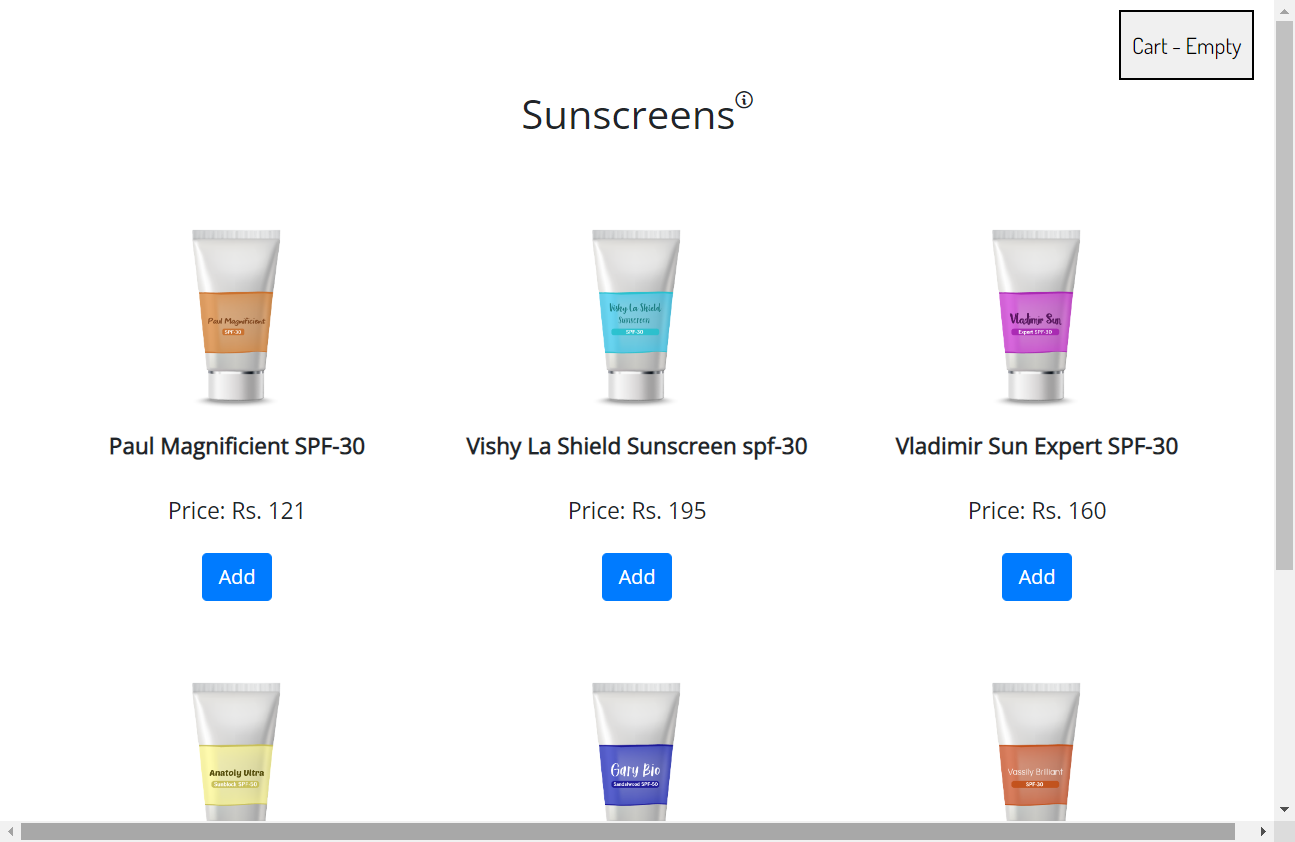 Cart - Empty
Sunscreens
Paul Magnificient
SPF-30
Vishy La Shield
Sunscreen
SPF-30
Vladimir Sun
Expert SPF-30
Paul Magnificient SPF-30
Vishy La Shield Sunscreen spf-30
Vladimir Sun Expert SPF-30
Price: Rs. 121
Price: Rs. 195
Price: Rs. 160
Add
Add
Add
Anatoly Ultra
Sunblock SPF-50
Gary Bio
Sandalwood SPF-50
Vassily Brilliant
SPF-30